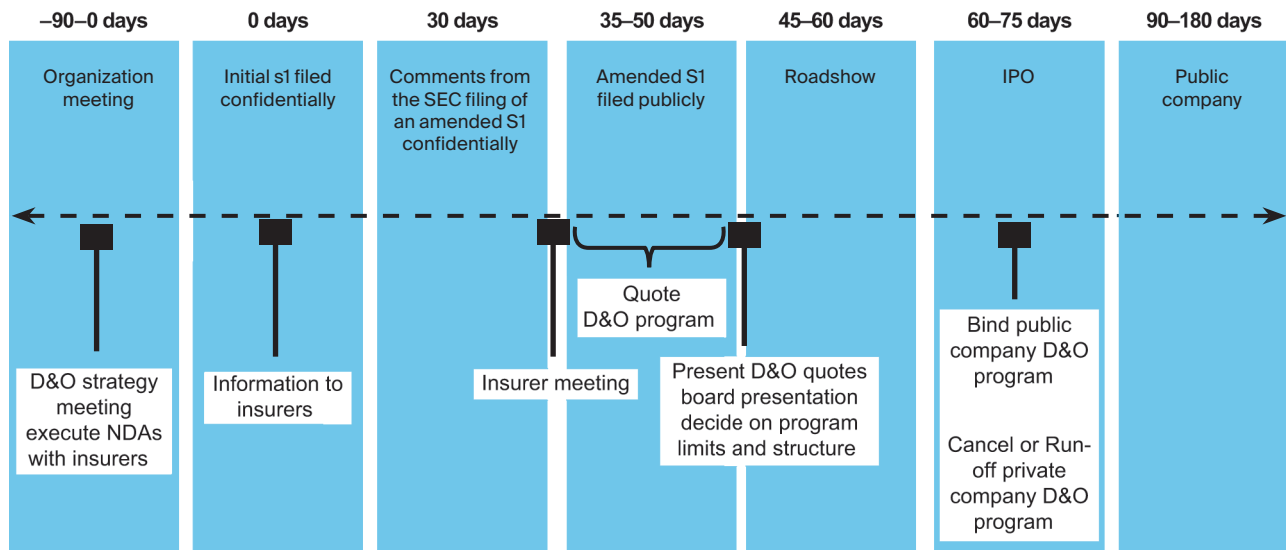 –90–0 days
0 days
30 days
35–50 days
45–60 days
60–75 days
90–180 days
Organization
meeting
Initial s1 filed
confidentially
Comments from
the SEC filing of
an amended S1
confidentially
Amended S1
filed publicly
Roadshow
IPO
Public
company
D&O strategy
meeting
execute NDAs
with insurers
Information to
insurers
Insurer meeting
Quote
D&O program
Present D&O quotes
board presentation
decide on program
limits and structure
Bind public
company D&O
program
Cancel or Run-
off private
company D&O
program